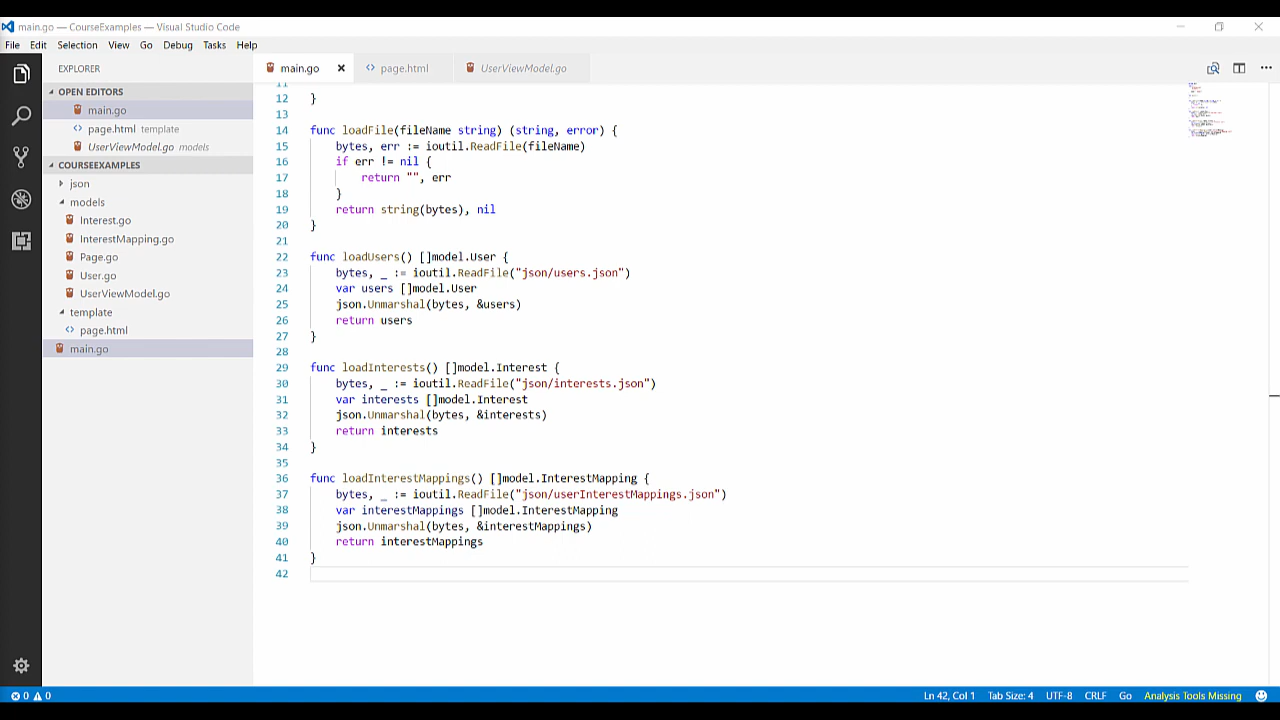 main.go — CourseExamples — Visual Studio Code
File Edit Selection View Go Debug Tasks Help
EXPLORER
OPEN EDITORS
main.go
page.html template
UserViewModel.go models
COURSEEXAMPLES
json
models
Interest.go
InterestMapping.go
Page.go
User.go
UserViewModel.go
template
page.html
main.go
main.go page.html UserViewModel.go
12 }
13
14 func loadFile(fileName string) (string, error) {
15 bytes, err := ioutil.ReadFile(fileName)
16 if err != nil {
17 return "", err
18 }
19 return string(bytes), nil
20 }
21
22 func loadUsers() []model.User {
23 bytes, _ := ioutil.ReadFile("json/users.json")
24 var users []model.User
25 json.Unmarshal(bytes, &users)
26 return users
27 }
28
29 func loadInterests() []model.Interest {
30 bytes, _ := ioutil.ReadFile("json/interests.json")
31 var interests []model.Interest
32 json.Unmarshal(bytes, &interests)
33 return interests
34 }
35
36 func loadInterestMappings() []model.InterestMapping {
37 bytes, _ := ioutil.ReadFile("json/userInterestMappings.json")
38 var interestMappings []model.InterestMapping
39 json.Unmarshal(bytes, &interestMappings)
40 return interestMappings
41 }
42
0 0 Ln 42, Col 1 Tab Size: 4 UTF-8 CRLF Go Analysis Tools Missing